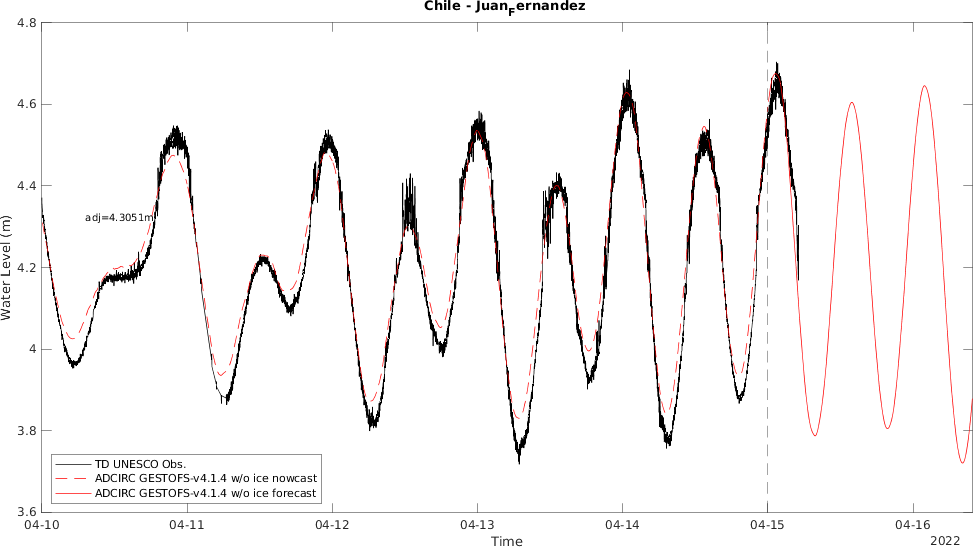 Chile - Juan_Fernandez
4.8
4.6
4.4
4.2
4
3.8
3.6
Water Level (m)
adj=4.3051m
TD UNESCO Obs.
ADCIRC GESTOFS-v4.1.4 w/o ice nowcast
ADCIRC GESTOFS-v4.1.4 w/o ice forecast
04-10 04-11 04-12 04-13 04-14 04-15 04-16
Time
2022